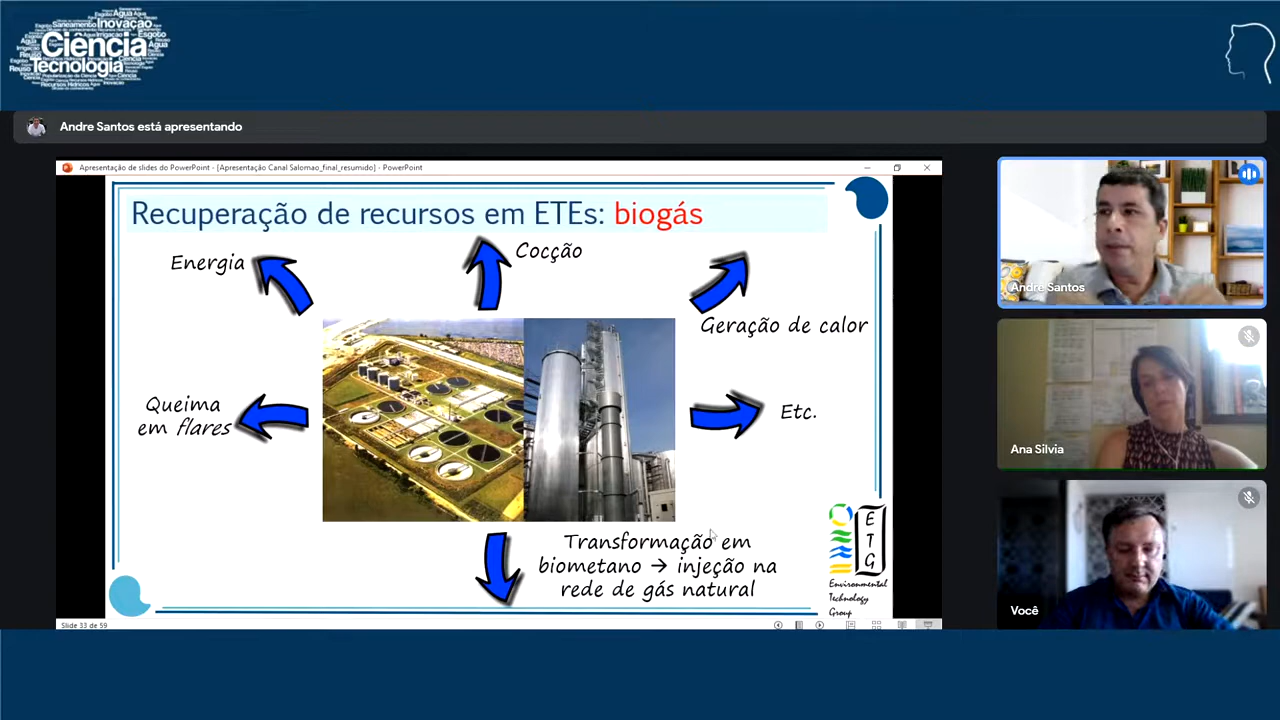 Inovação
Ciência
Tecnologia
Andre Santos está apresentando
Apresentação de slides do PowerPoint - [Apresentação Canal Salomao_final_resumido] - PowerPoint
Recuperação de recursos em ETEs: biogás
Energia
Cocção
Geração de calor
Queima
em flares
Etc.
Transformação em
biometano → injeção na
rede de gás natural
E
T
G
Environmental
Technology
Group
Slide 33 de 59
André Santos
Ana Silvia
Você